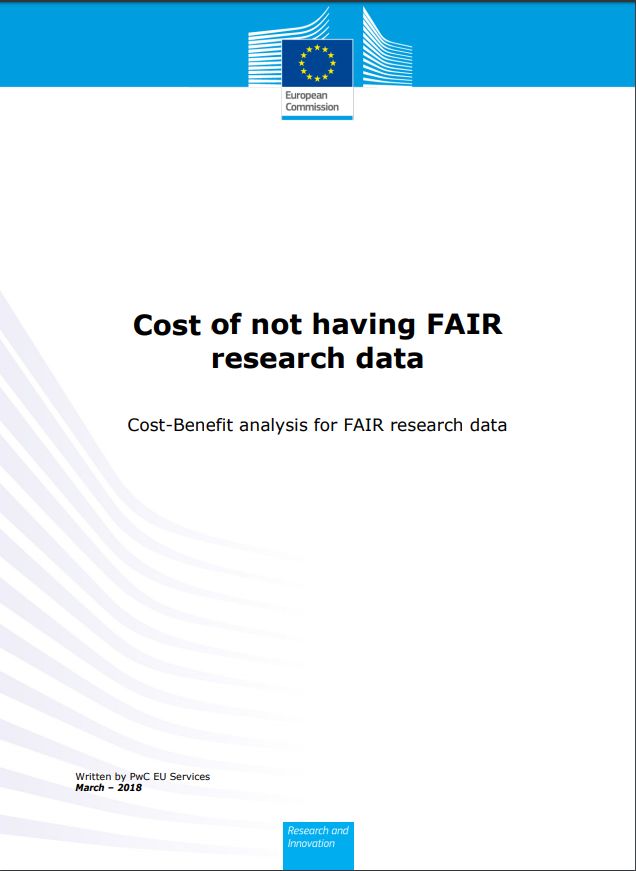 European
Commission
Cost of not having FAIR
research data
Cost-Benefit analysis for FAIR research data
Written by PwC EU Services
March – 2018
Research and
Innovation